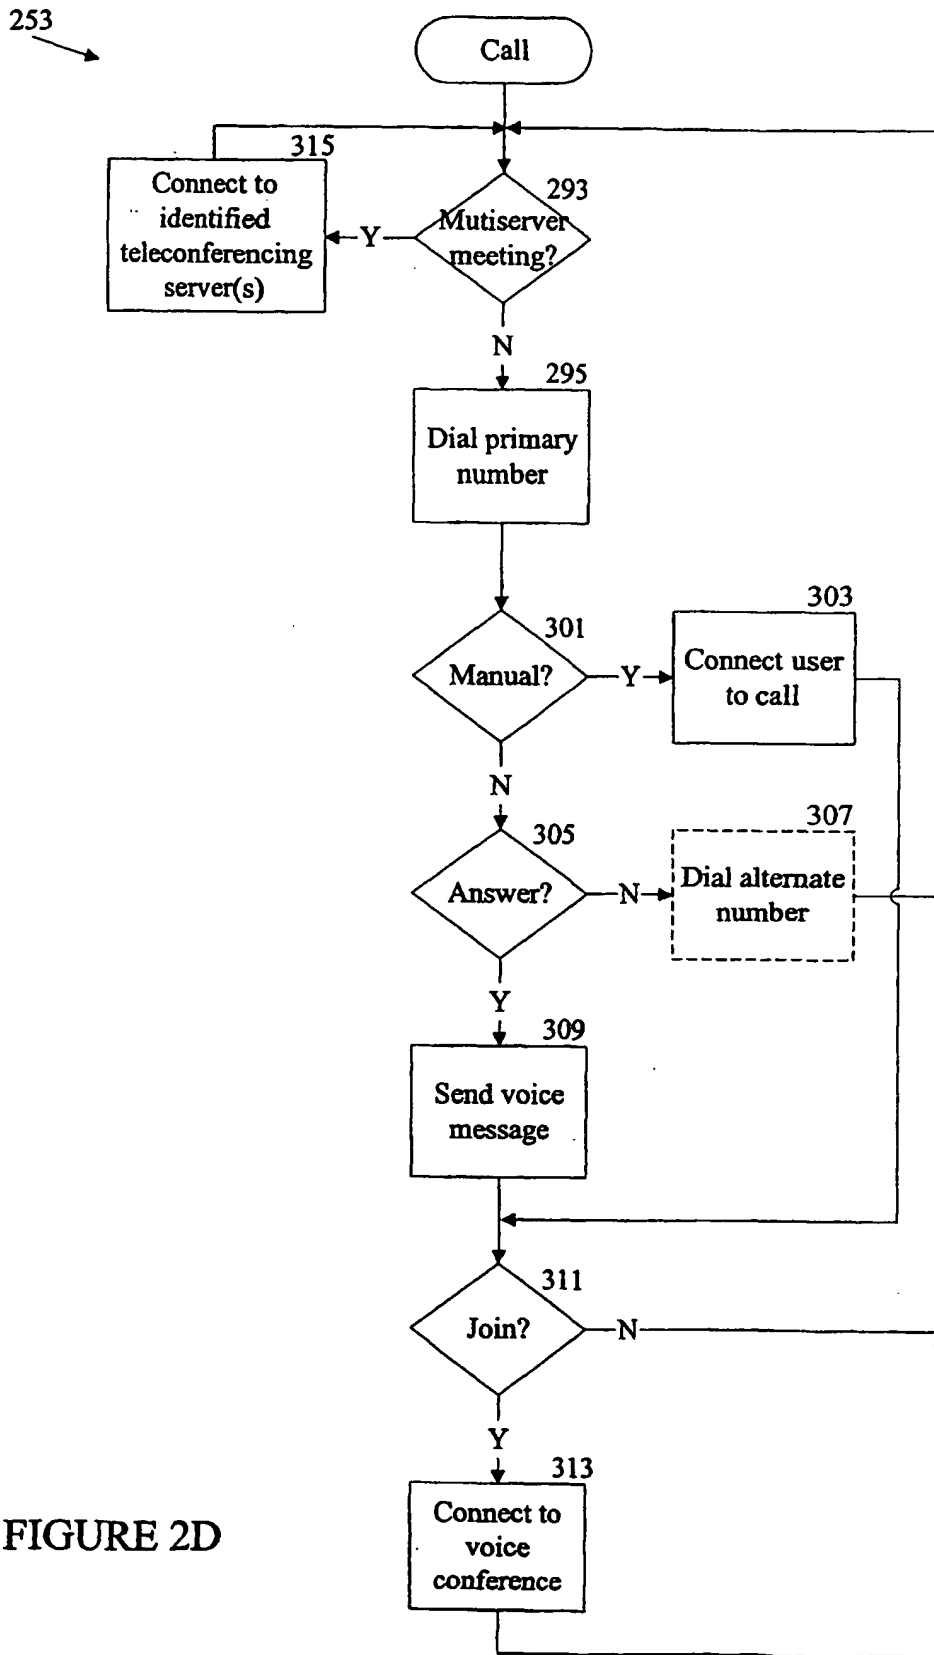 253
Call
315
Connect to
identified
teleconferencing
server(s)
Y
293
Mutiserver
meeting?
N
295
Dial primary
number
301
Manual?
Y
303
Connect user
to call
N
305
Answer?
N
307
Dial alternate
number
Y
309
Send voice
message
311
Join?
N
Y
313
Connect to
voice
conference
FIGURE 2D